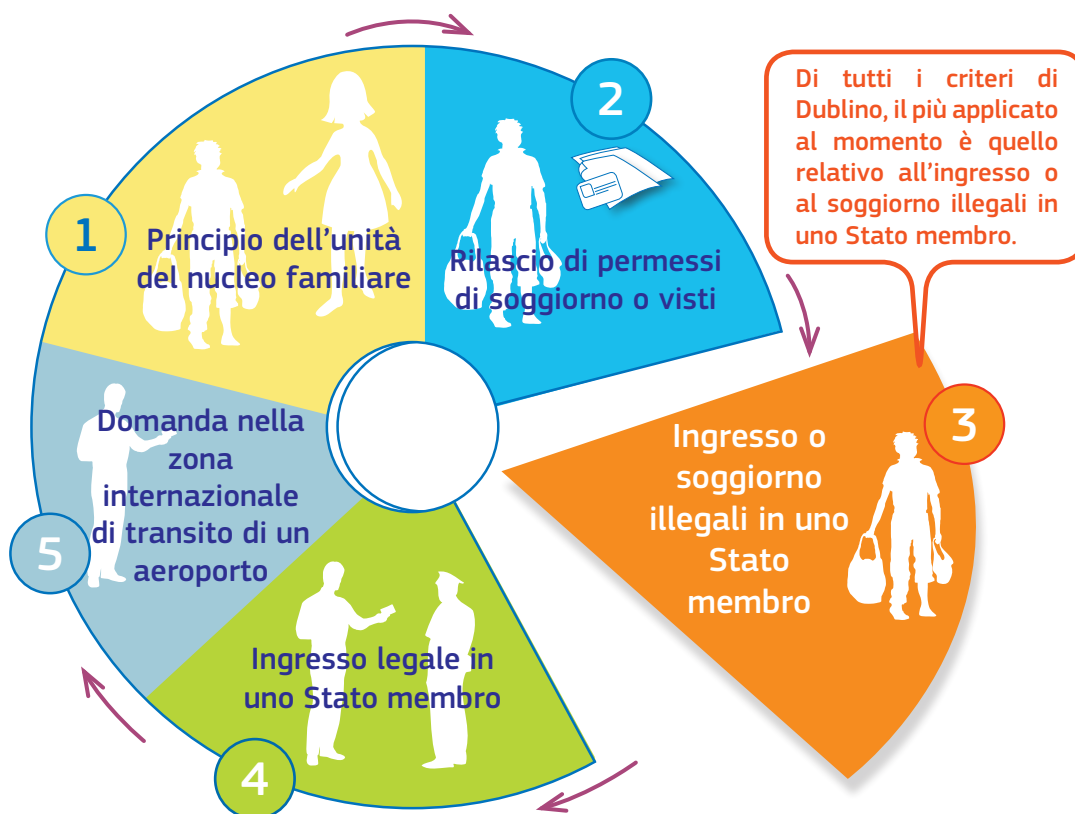 1
Principio dell'unità
del nucleo familiare
2
Rilascio di permessi
di soggiorno o visti
Di tutti i criteri di
Dublino, il più applicato
al momento è quello
relativo all'ingresso o
al soggiorno illegali in
uno Stato membro.
3
Ingresso o
soggiorno
illegali in uno
Stato
membro
4
Ingresso legale in
uno Stato membro
5
Domanda nella
zona
internazionale
di transito di un
aeroporto